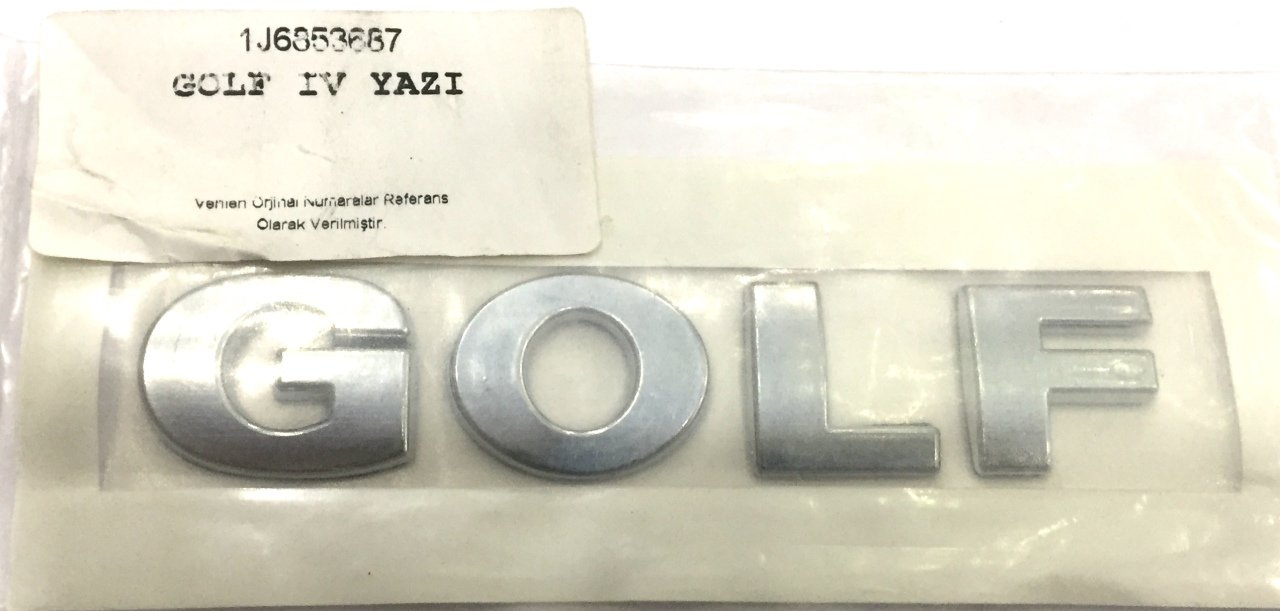 1J6853687
GOLF IV YAZI
Verilen Orjinal Numaralar Referans
Olarak Verilmiştir.
GOLF